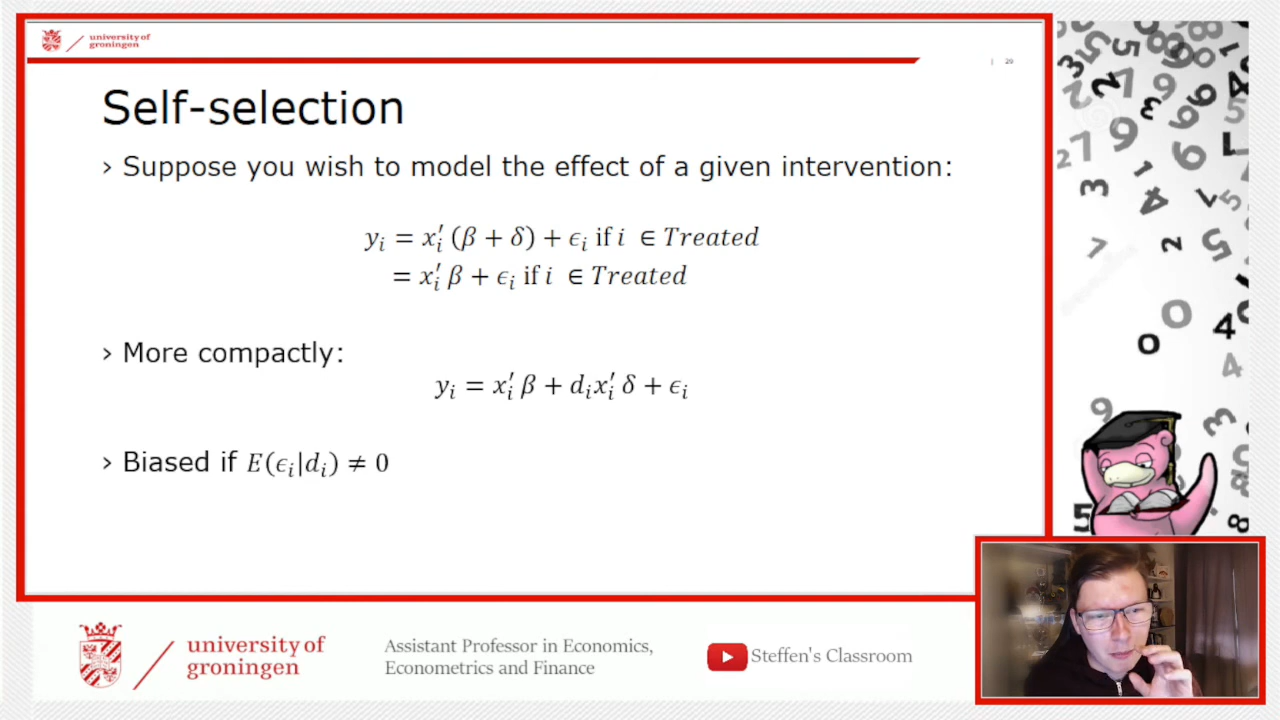 university of
groningen
| 29
Self-selection
› Suppose you wish to model the effect of a given intervention:
yᵢ = xᵢ′ (β + δ) + ϵᵢ if i ∈ Treated
= xᵢ′ β + ϵᵢ if i ∈ Treated
› More compactly:
yᵢ = xᵢ′ β + dᵢxᵢ′ δ + ϵᵢ
› Biased if E(ϵᵢ|dᵢ) ≠ 0
university of
groningen
Assistant Professor in Economics,
Econometrics and Finance
Steffen's Classroom